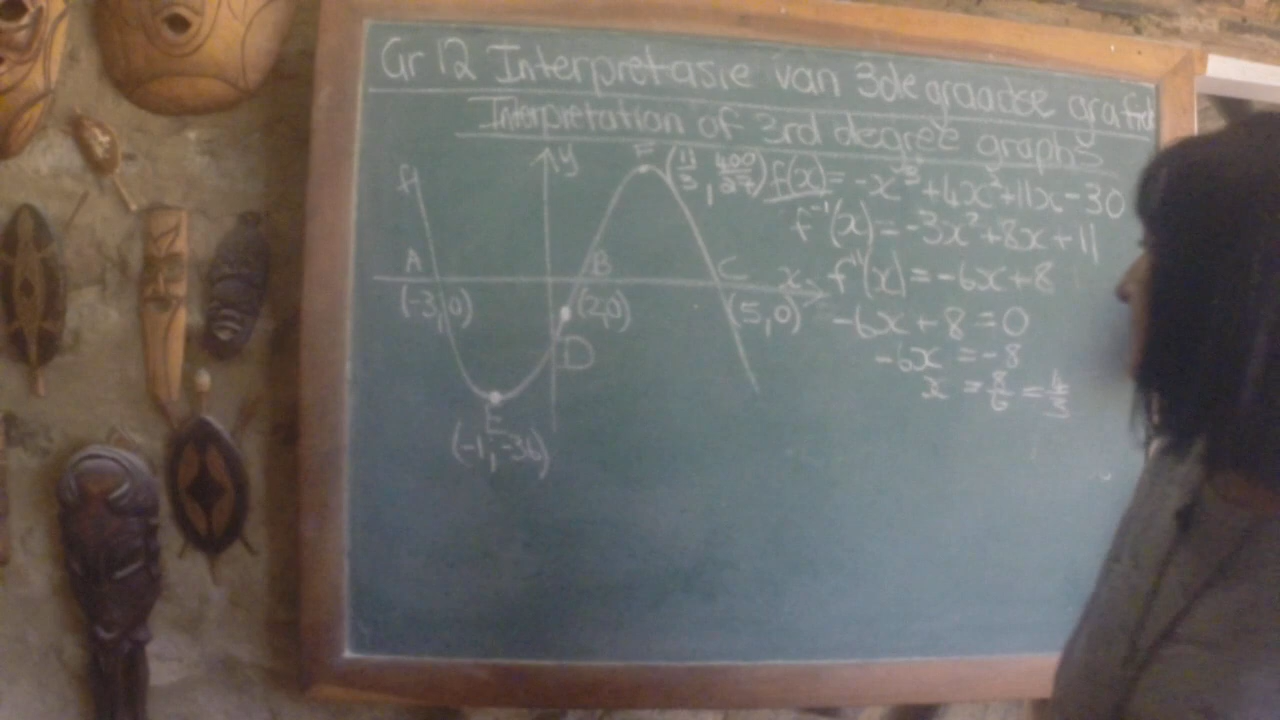 Gr 12 Interpretasie van 3de graadse grafiek
Interpretation of 3rd degree graphs
f
y
F
(11/3, 400/27)
f(x) = -x³+4x²+11x-30
f⁻¹(x) = -3x²+8x+11
A
B
C
x
f''(x) = -6x+8
(-3,0)
(2,0)
(5,0)
-6x+8 = 0
D
-6x = -8
x = 8/6 = 4/3
E
(-1,-36)